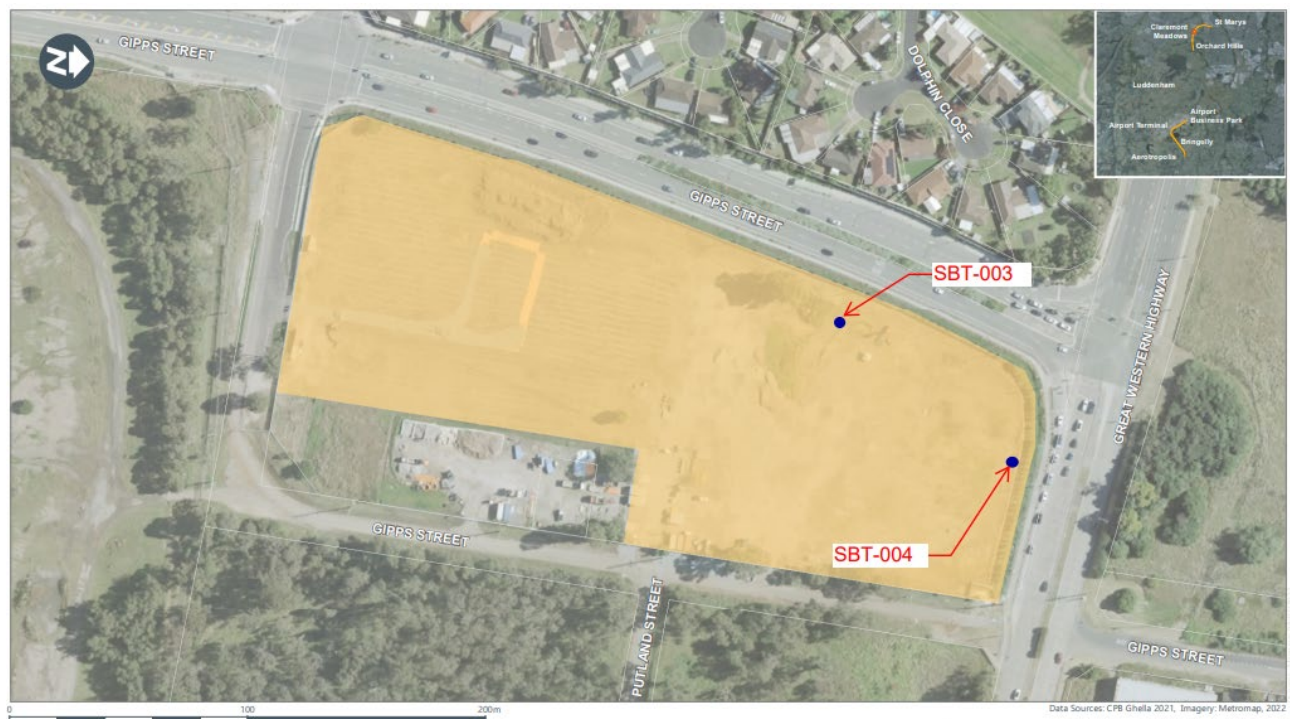 N
GIPPS STREET
DOLPHIN CLOSE
St Marys
Claremont
Meadows
Orchard Hills
Luddenham
Airport
Business Park
Airport Terminal
Bringelly
Aerotropolis
GIPPS STREET
SBT-003
GREAT WESTERN HIGHWAY
SBT-004
GIPPS STREET
PUTLAND STREET
GIPPS STREET
0
100
200m
Data Sources: CPB Ghella 2021, Imagery: Metromap, 2022